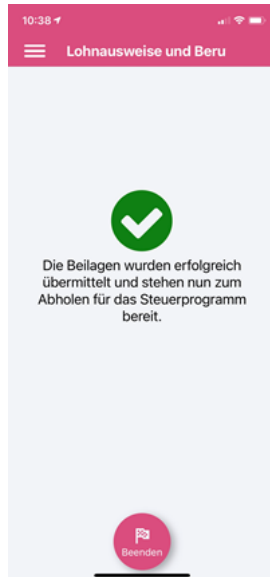 10:38
Lohnausweise und Beru
Die Beilagen wurden erfolgreich
übermittelt und stehen nun zum
Abholen für das Steuerprogramm
bereit.
Beenden